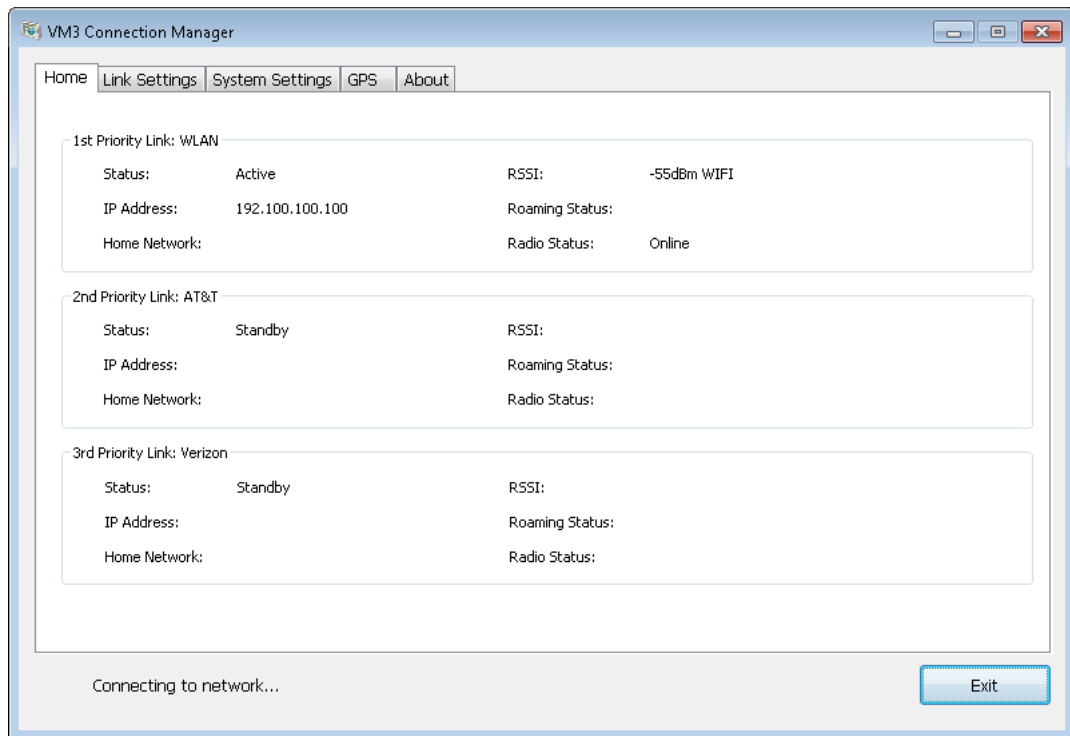 VM3 Connection Manager
Home Link Settings System Settings GPS About
1st Priority Link: WLAN
Status: Active RSSI: -55dBm WIFI
IP Address: 192.100.100.100 Roaming Status:
Home Network: Radio Status: Online
2nd Priority Link: AT&T
Status: Standby RSSI:
IP Address: Roaming Status:
Home Network: Radio Status:
3rd Priority Link: Verizon
Status: Standby RSSI:
IP Address: Roaming Status:
Home Network: Radio Status:
Connecting to network... Exit